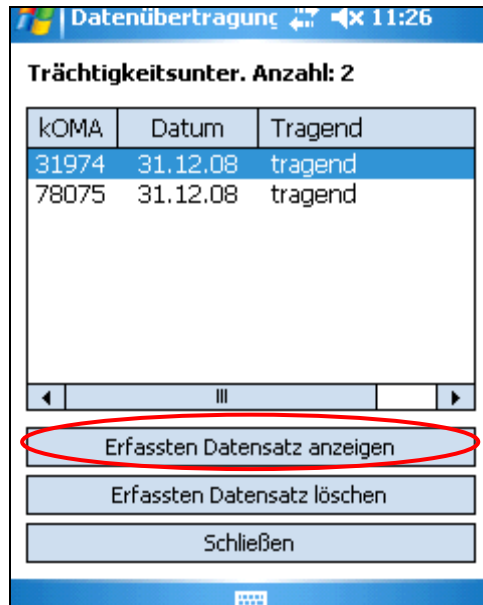 Datenübertragung 11:26
Trächtigkeitsunter. Anzahl: 2
kOMA Datum Tragend
31974 31.12.08 tragend
78075 31.12.08 tragend
Erfassten Datensatz anzeigen
Erfassten Datensatz löschen
Schließen